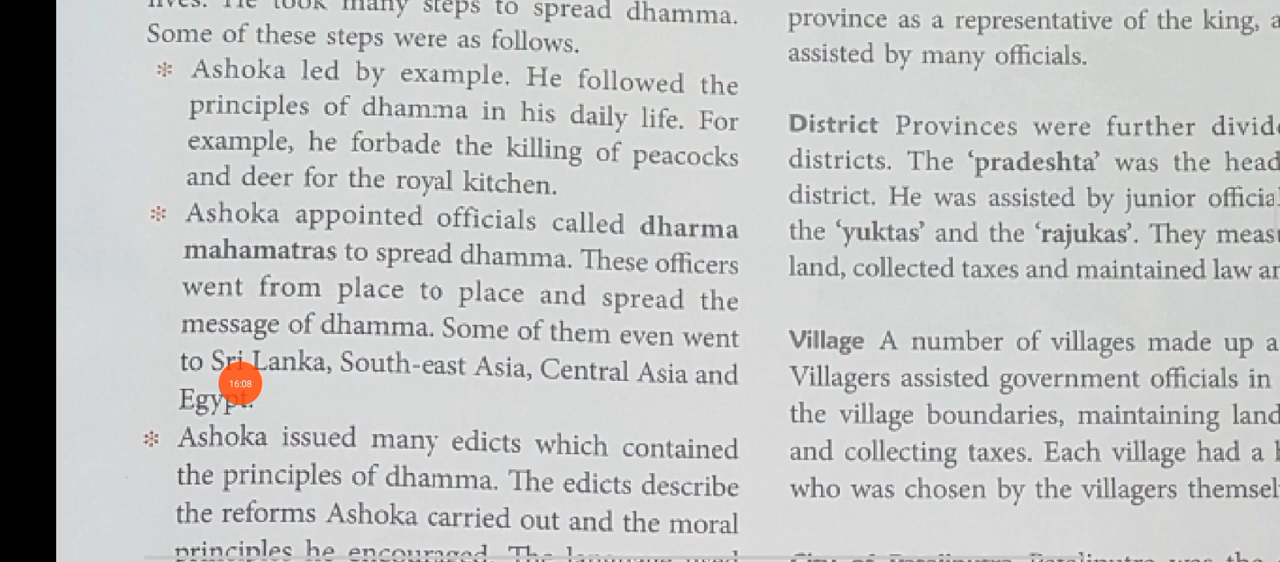 lives. He took many steps to spread dhamma.
Some of these steps were as follows.
* Ashoka led by example. He followed the
principles of dhamma in his daily life. For
example, he forbade the killing of peacocks
and deer for the royal kitchen.
* Ashoka appointed officials called dharma
mahamatras to spread dhamma. These officers
went from place to place and spread the
message of dhamma. Some of them even went
to Sri Lanka, South-east Asia, Central Asia and
Egypt.
16:08
* Ashoka issued many edicts which contained
the principles of dhamma. The edicts describe
the reforms Ashoka carried out and the moral
principles he encouraged. The
province as a representative of the king,
assisted by many officials.
District Provinces were further
districts. The ‘pradeshta’ was the head
district. He was assisted by junior
the ‘yuktas’ and the ‘rajukas’. They
land, collected taxes and maintained law
Village A number of villages made up a
Villagers assisted government officials in
the village boundaries, maintaining land
and collecting taxes. Each village had a
who was chosen by the villagers